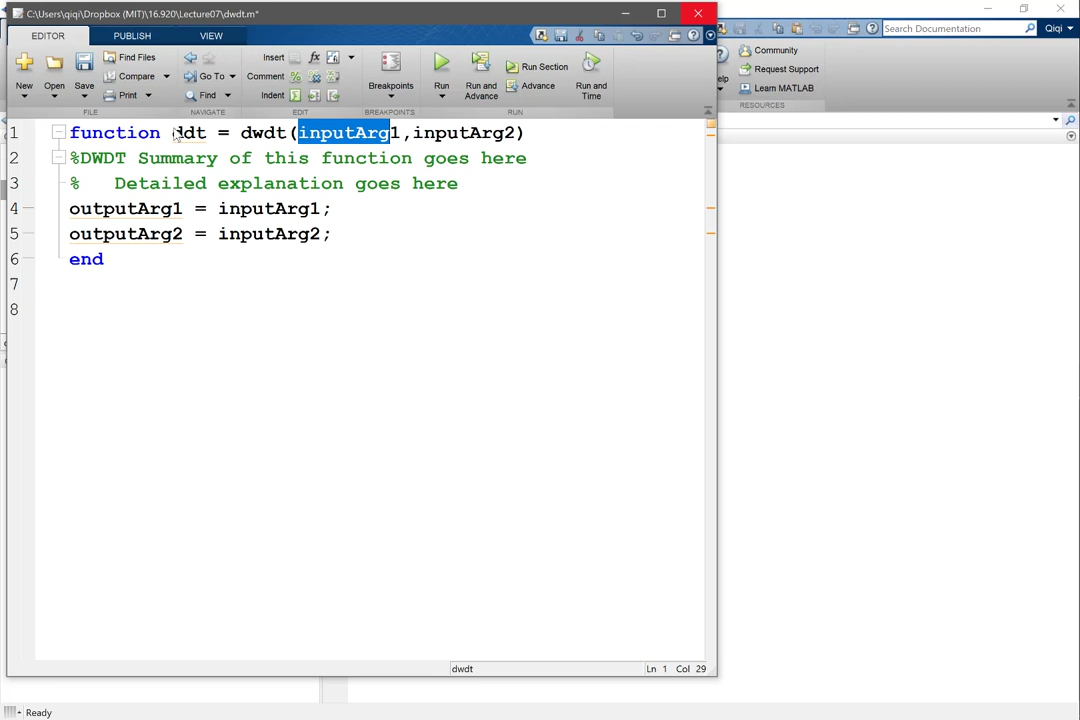 C:\Users\qiqi\Dropbox (MIT)\16.920\Lecture07\dwdt.m*
EDITOR PUBLISH VIEW
Search Documentation Qiqi
New Open Save
Find Files
Compare
Print
FILE
Go To
Find
NAVIGATE
Insert fx
Comment
Indent
EDIT
Breakpoints
BREAKPOINTS
Run
Run and Advance
Run Section
Advance
Run and Time
RUN
elp
Community
Request Support
Learn MATLAB
RESOURCES
1 function ddt = dwdt(inputArg1,inputArg2)
2 %DWDT Summary of this function goes here
3 % Detailed explanation goes here
4 outputArg1 = inputArg1;
5 outputArg2 = inputArg2;
6 end
7
8
dwdt Ln 1 Col 29
Ready